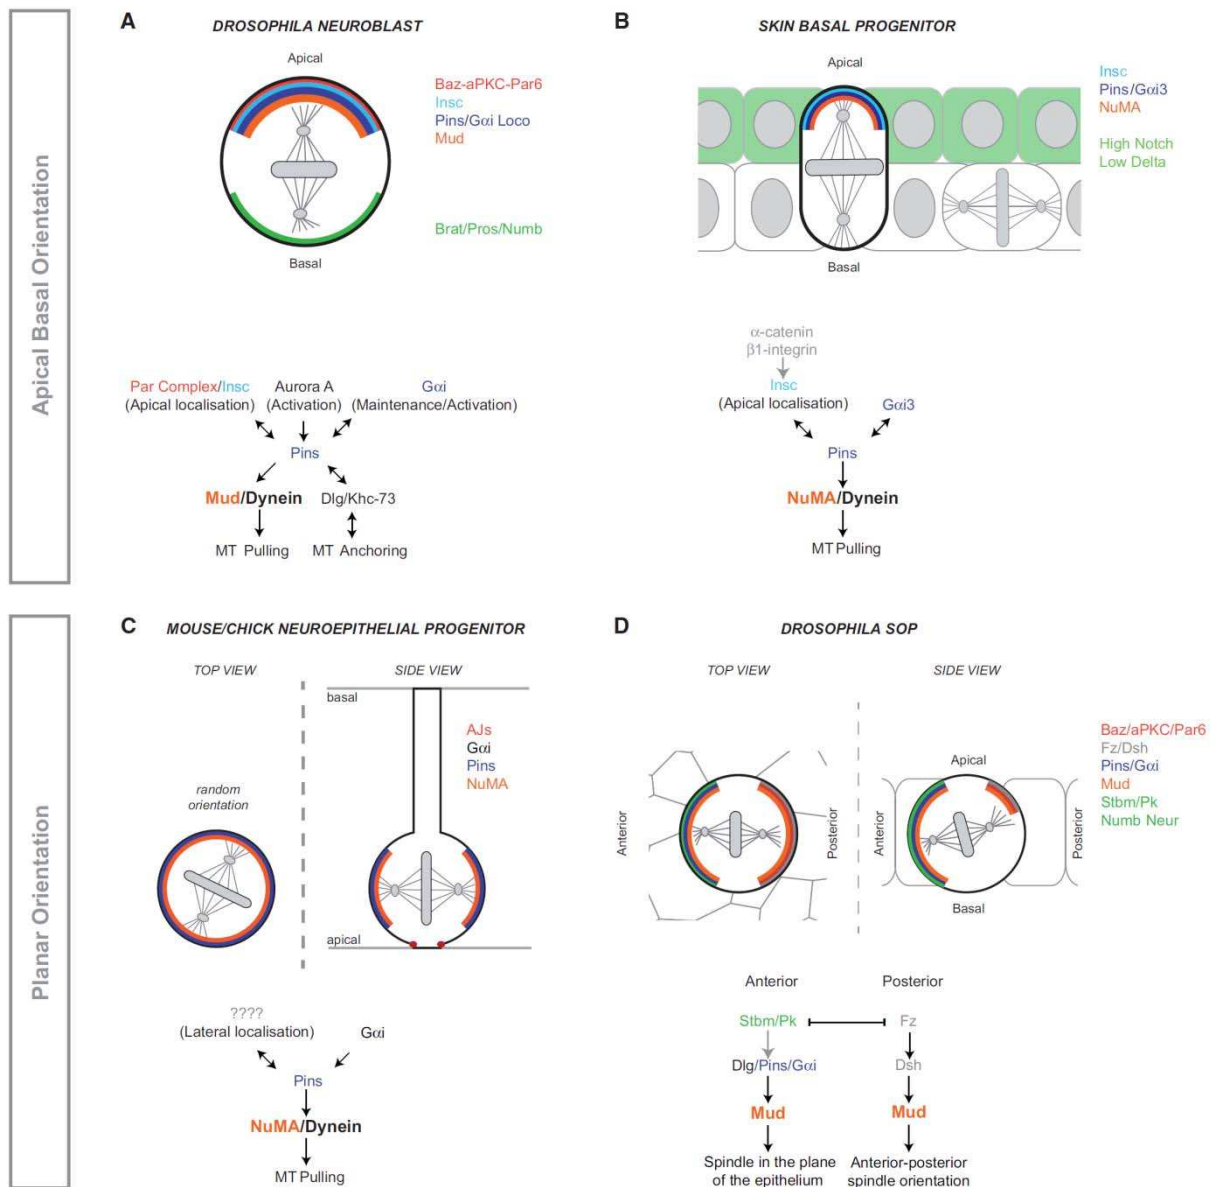 Apical Basal Orientation
A
DROSOPHILA NEUROBLAST
Apical
Baz-aPKC-Par6
Insc
Pins/Gαi Loco
Mud
Brat/Pros/Numb
Basal
Par Complex/Insc
(Apical localisation)
Aurora A
(Activation)
Gαi
(Maintenance/Activation)
Pins
Mud/Dynein
Dlg/Khc-73
MT Pulling
MT Anchoring
B
SKIN BASAL PROGENITOR
Apical
Insc
Pins/Gαi3
NuMA
High Notch
Low Delta
Basal
α-catenin
β1-integrin
Insc
(Apical localisation)
Gαi3
Pins
NuMA/Dynein
MT Pulling
Planar Orientation
C
MOUSE/CHICK NEUROEPITHELIAL PROGENITOR
TOP VIEW
SIDE VIEW
basal
AJs
Gαi
Pins
NuMA
random
orientation
apical
????
(Lateral localisation)
Gαi
Pins
NuMA/Dynein
MT Pulling
D
DROSOPHILA SOP
TOP VIEW
SIDE VIEW
Baz/aPKC/Par6
Fz/Dsh
Pins/Gαi
Mud
Stbm/Pk
Numb Neur
Anterior
Posterior
Apical
Anterior
Posterior
Basal
Anterior
Posterior
Stbm/Pk
Fz
Dlg/Pins/Gαi
Dsh
Mud
Mud
Spindle in the plane
of the epithelium
Anterior-posterior
spindle orientation